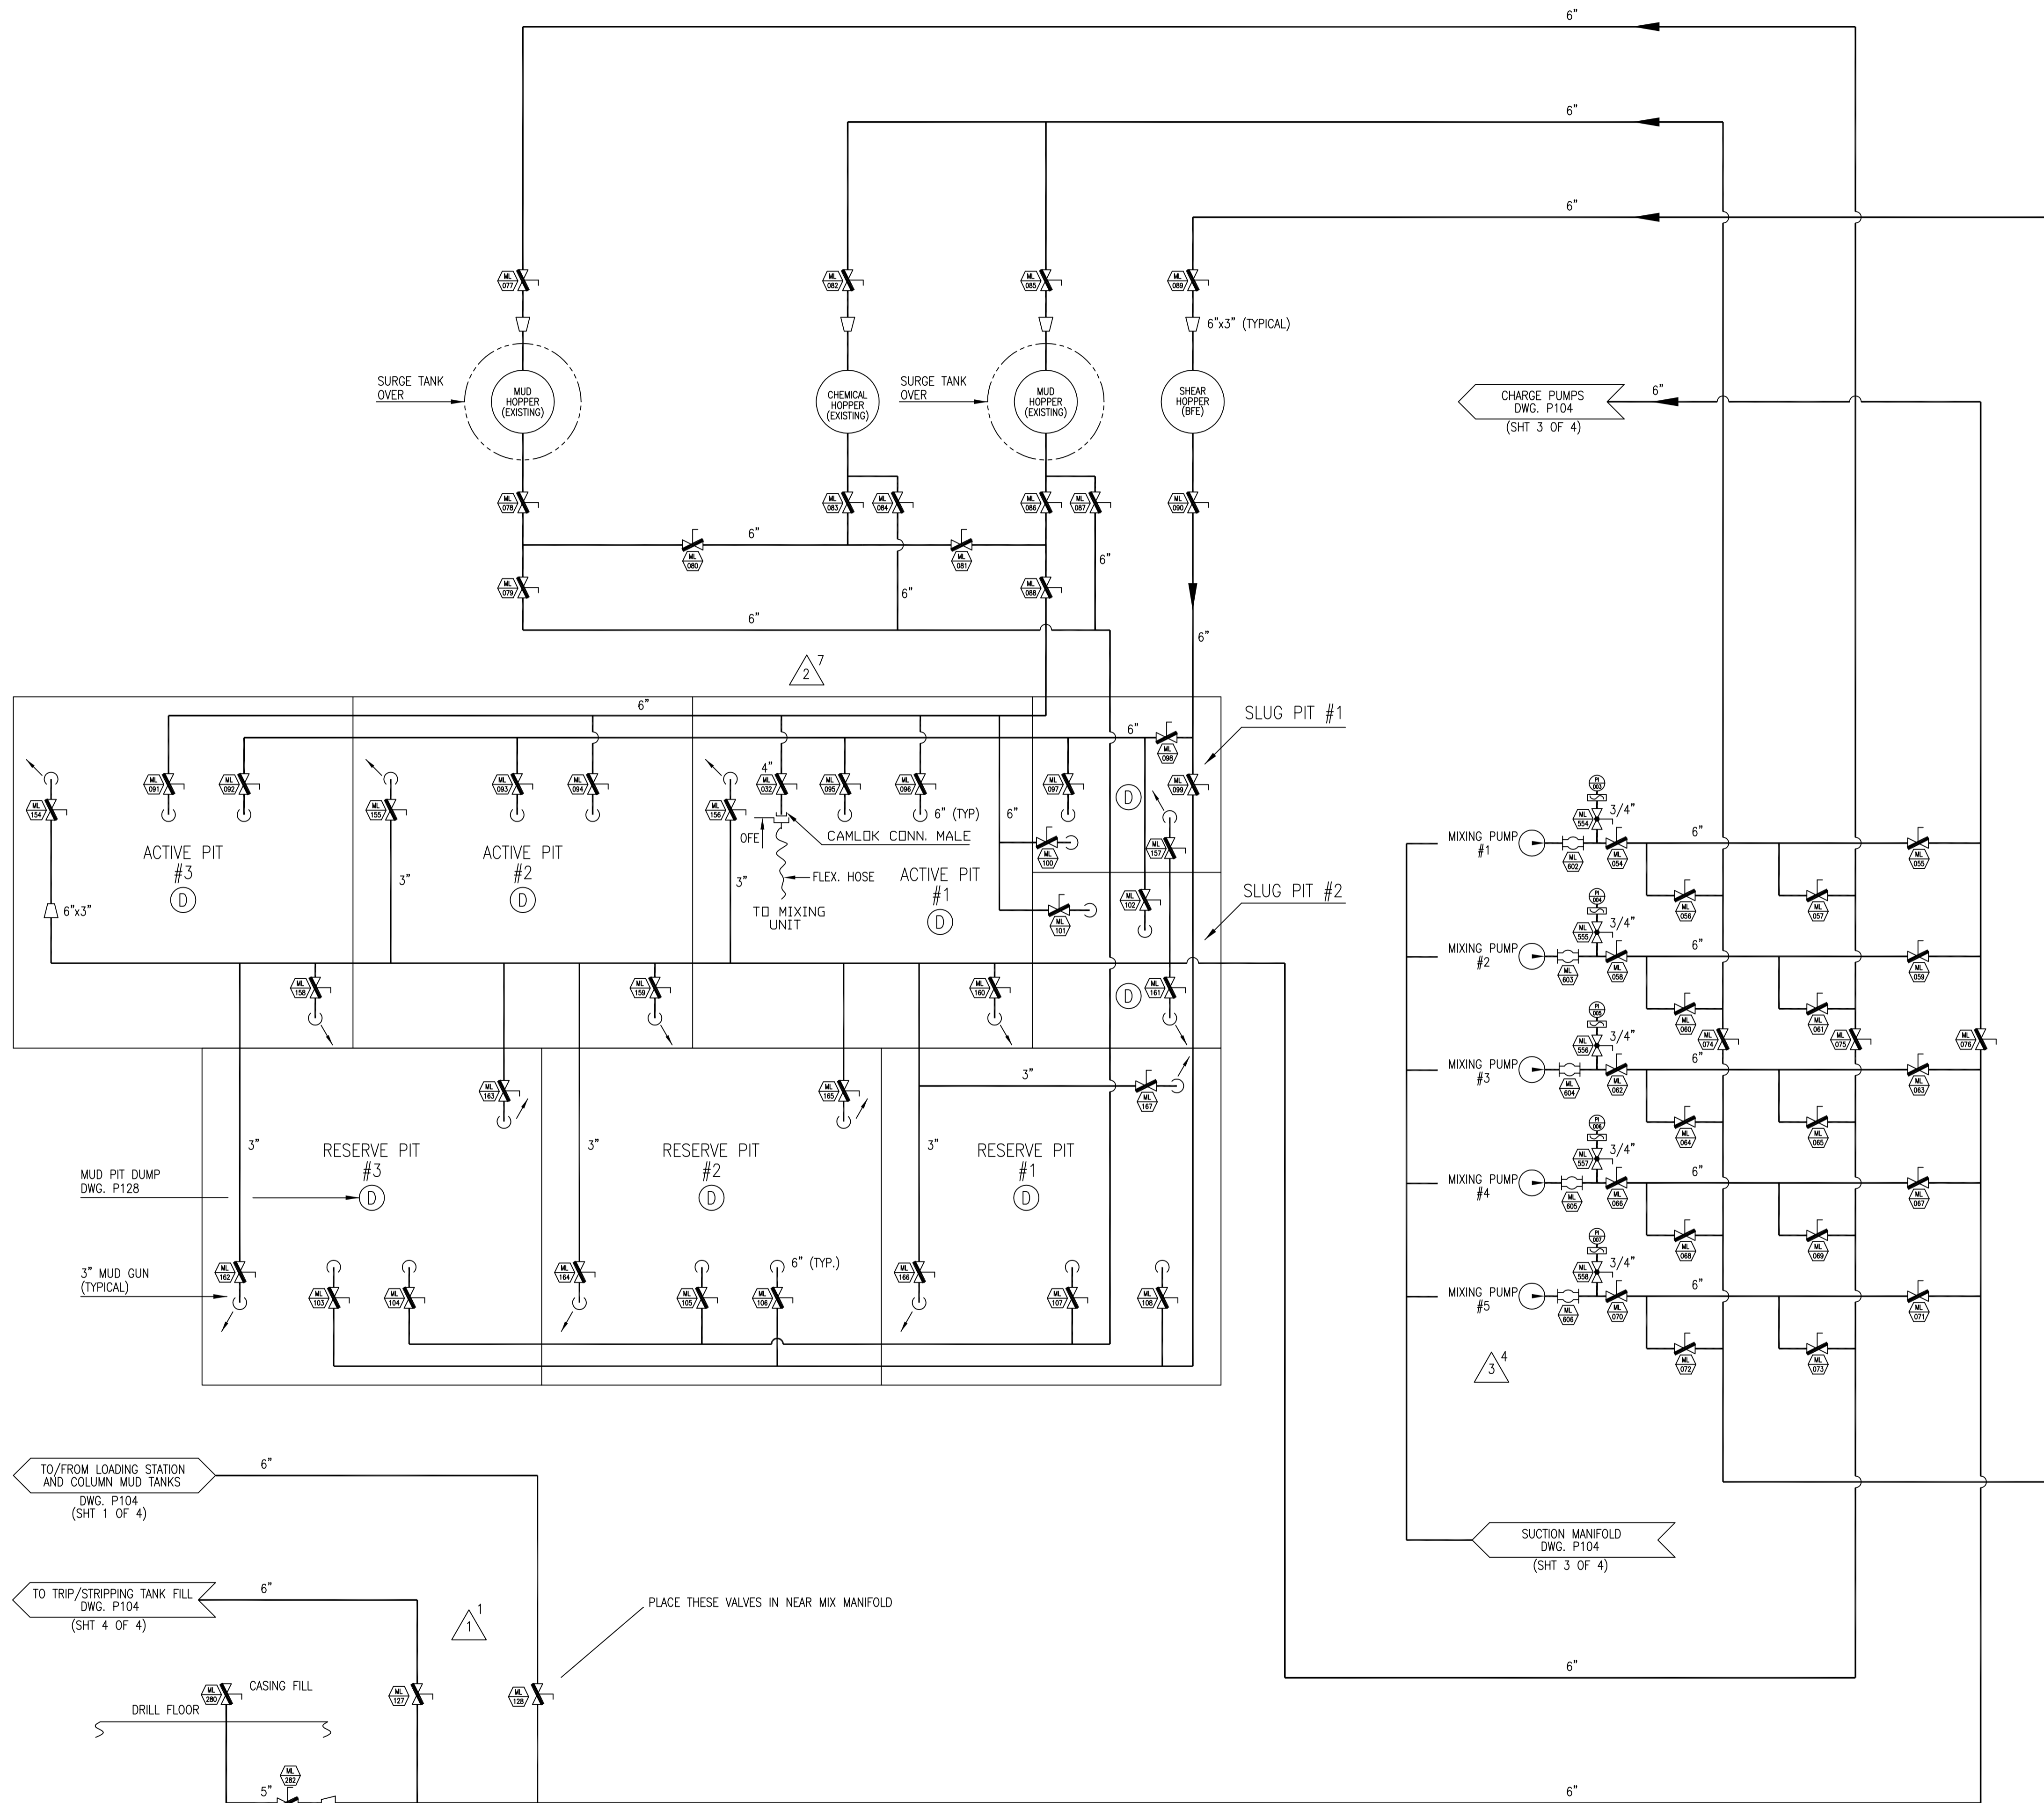 6"
6"
6"
ML
077
ML
082
ML
085
ML
089
6"x3" (TYPICAL)
SURGE TANK
OVER
MUD
HOPPER
(EXISTING)
CHEMICAL
HOPPER
(EXISTING)
SURGE TANK
OVER
MUD
HOPPER
(EXISTING)
SHEAR
HOPPER
(BFE)
CHARGE PUMPS
DWG. P104
(SHT 3 OF 4)
6"
ML
078
ML
083
ML
084
ML
086
ML
087
ML
090
6"
ML
080
ML
081
6"
ML
079
ML
088
6"
6"
6"
2
7
6"
SLUG PIT #1
6"
ML
098
ML
154
ML
091
ML
092
ML
155
ML
093
ML
094
ML
156
4"
ML
032
ML
095
ML
096
6" (TYP)
6"
ML
097
D
ML
099
OFE
CAMLOK CONN. MALE
ML
100
ML
157
ACTIVE PIT
#3
D
3"
ACTIVE PIT
#2
D
3"
FLEX. HOSE
TO MIXING
UNIT
ACTIVE PIT
#1
D
ML
101
ML
102
SLUG PIT #2
6"x3"
ML
158
ML
159
ML
160
D
ML
161
ML
163
ML
165
3"
ML
167
3"
RESERVE PIT
#3
D
3"
RESERVE PIT
#2
D
3"
RESERVE PIT
#1
D
MUD PIT DUMP
DWG. P128
3" MUD GUN
(TYPICAL)
ML
162
ML
103
ML
104
ML
164
ML
105
ML
106
6" (TYP.)
ML
166
ML
107
ML
108
PI
003
ML
554
3/4"
MIXING PUMP
#1
ML
602
ML
054
6"
ML
055
ML
056
ML
057
PI
004
ML
555
3/4"
MIXING PUMP
#2
ML
603
ML
058
6"
ML
059
ML
060
ML
061
PI
005
ML
556
3/4"
ML
074
ML
075
ML
076
MIXING PUMP
#3
ML
604
ML
062
6"
ML
063
ML
064
ML
065
PI
006
ML
557
3/4"
MIXING PUMP
#4
ML
605
ML
066
6"
ML
067
ML
068
ML
069
PI
007
ML
558
3/4"
MIXING PUMP
#5
ML
606
ML
070
6"
ML
071
ML
072
ML
073
3
4
SUCTION MANIFOLD
DWG. P104
(SHT 3 OF 4)
TO/FROM LOADING STATION
AND COLUMN MUD TANKS
DWG. P104
(SHT 1 OF 4)
6"
TO TRIP/STRIPPING TANK FILL
DWG. P104
(SHT 4 OF 4)
6"
1
1
PLACE THESE VALVES IN NEAR MIX MANIFOLD
6"
ML
280
CASING FILL
ML
127
ML
128
DRILL FLOOR
ML
282
5"
6"